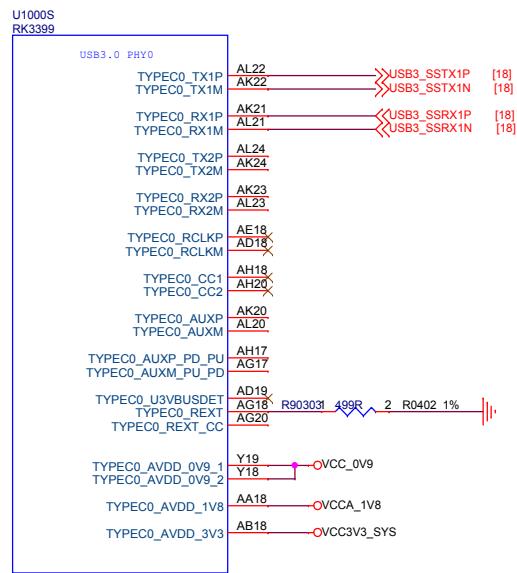 U1000S
RK3399
USB3.0 PHY0
TYPEC0_TX1P AL22 USB3_SSTX1P [18]
TYPEC0_TX1M AK22 USB3_SSTX1N [18]
TYPEC0_RX1P AK21 USB3_SSRX1P [18]
TYPEC0_RX1M AL21 USB3_SSRX1N [18]
TYPEC0_TX2P AL24
TYPEC0_TX2M AK24
TYPEC0_RX2P AK23
TYPEC0_RX2M AL23
TYPEC0_RCLKP AE18
TYPEC0_RCLKM AD18
TYPEC0_CC1 AH18
TYPEC0_CC2 AH20
TYPEC0_AUXP AK20
TYPEC0_AUXM AL20
TYPEC0_AUXP_PD_PU AH17
TYPEC0_AUXM_PU_PD AG17
TYPEC0_U3VBUSDET AD19
TYPEC0_REXT AG18 R90303 1 499R 2 R0402 1%
TYPEC0_REXT_CC AG20
TYPEC0_AVDD_0V9_1 Y19 VCC_0V9
TYPEC0_AVDD_0V9_2 Y18
TYPEC0_AVDD_1V8 AA18 VCCA_1V8
TYPEC0_AVDD_3V3 AB18 VCC3V3_SYS